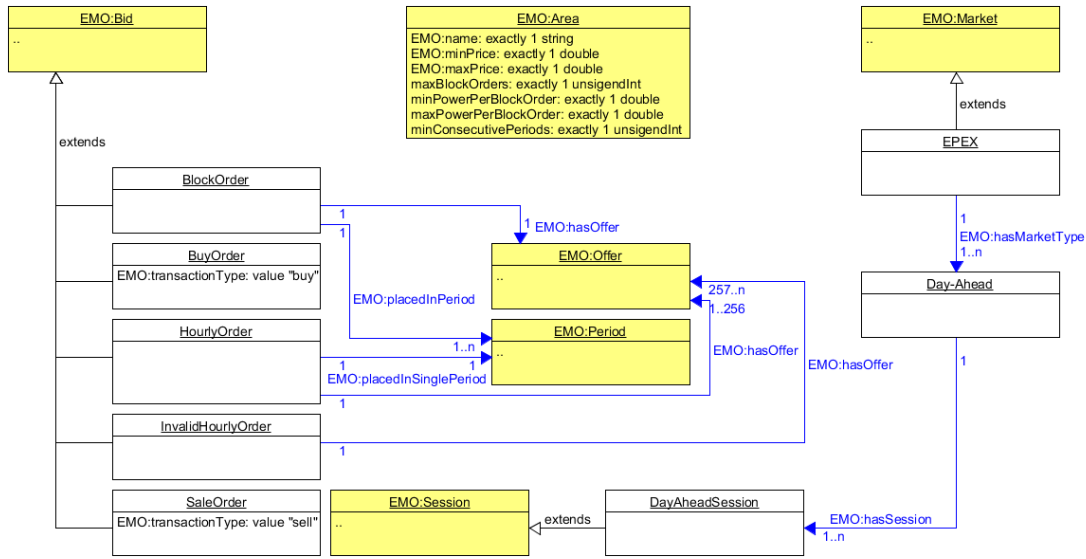 EMO:Bid
..
EMO:Area
EMO:name: exactly 1 string
EMO:minPrice: exactly 1 double
EMO:maxPrice: exactly 1 double
maxBlockOrders: exactly 1 unsigendInt
minPowerPerBlockOrder: exactly 1 double
maxPowerPerBlockOrder: exactly 1 double
minConsecutivePeriods: exactly 1 unsigendInt
EMO:Market
..
extends
extends
EPEX
1
EMO:hasMarketType
1..n
Day-Ahead
1
BlockOrder
1
1
1
EMO:hasOffer
EMO:Offer
..
257..n
1..256
BuyOrder
EMO:transactionType: value "buy"
EMO:placedInPeriod
1..n
HourlyOrder
1
1
EMO:placedInSinglePeriod
1
EMO:Period
..
EMO:hasOffer
EMO:hasOffer
InvalidHourlyOrder
1
SaleOrder
EMO:transactionType: value "sell"
EMO:Session
..
extends
DayAheadSession
EMO:hasSession
1..n